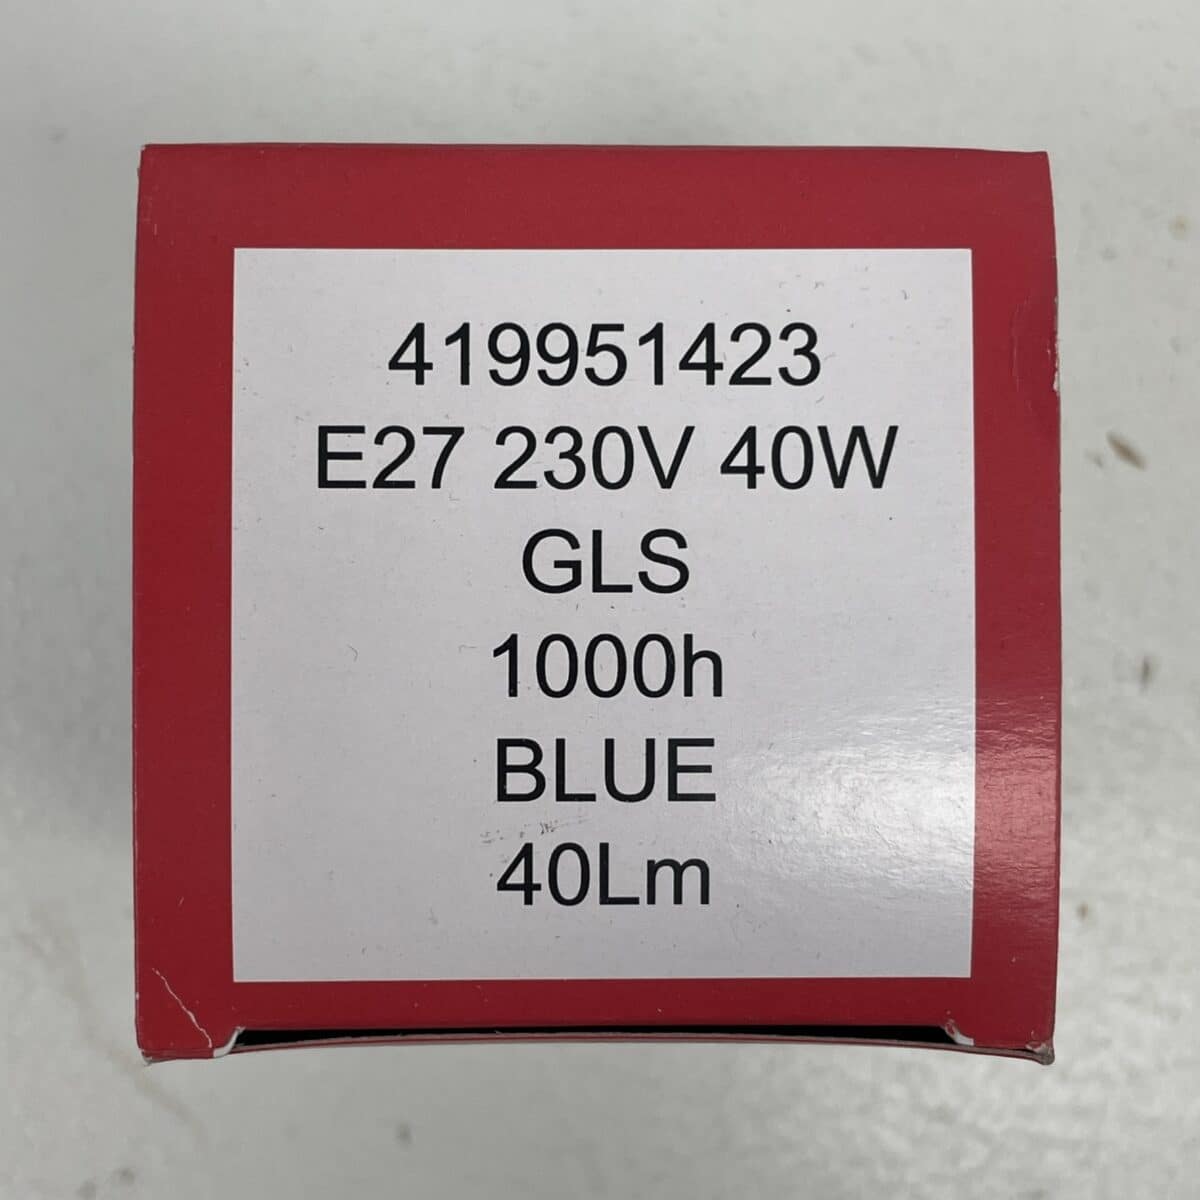 419951423
E27 230V 40W
GLS
1000h
BLUE
40Lm